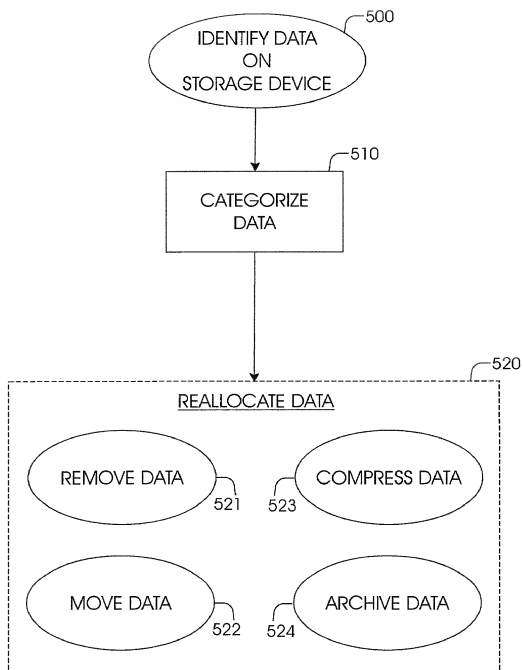 500
IDENTIFY DATA
ON
STORAGE DEVICE
510
CATEGORIZE
DATA
520
REALLOCATE DATA
REMOVE DATA
521
COMPRESS DATA
523
MOVE DATA
522
ARCHIVE DATA
524